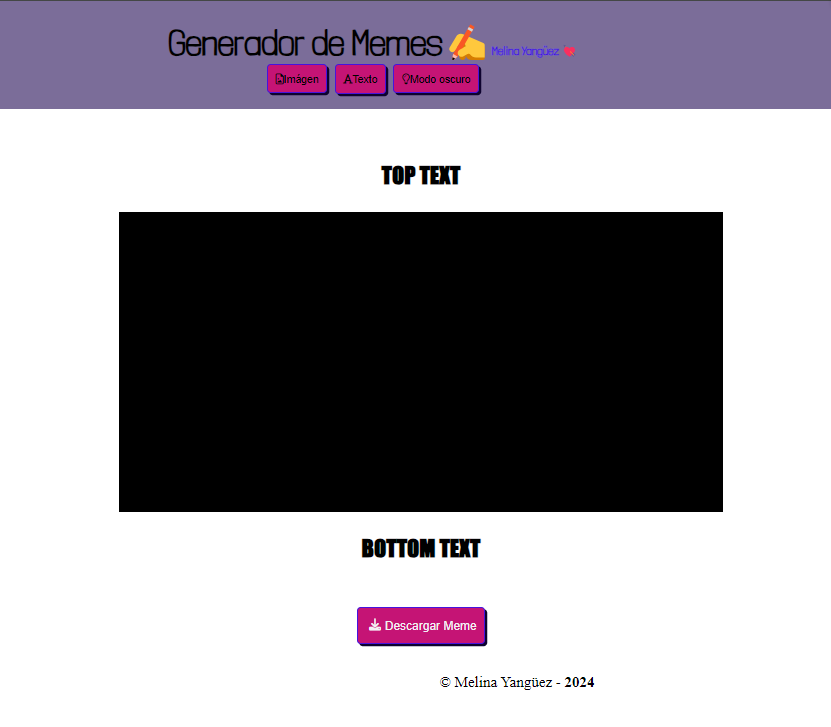 Generador de Memes ✍ Melina Yangüez
Imágen Texto Modo oscuro
TOP TEXT
BOTTOM TEXT
Descargar Meme
© Melina Yangüez - 2024